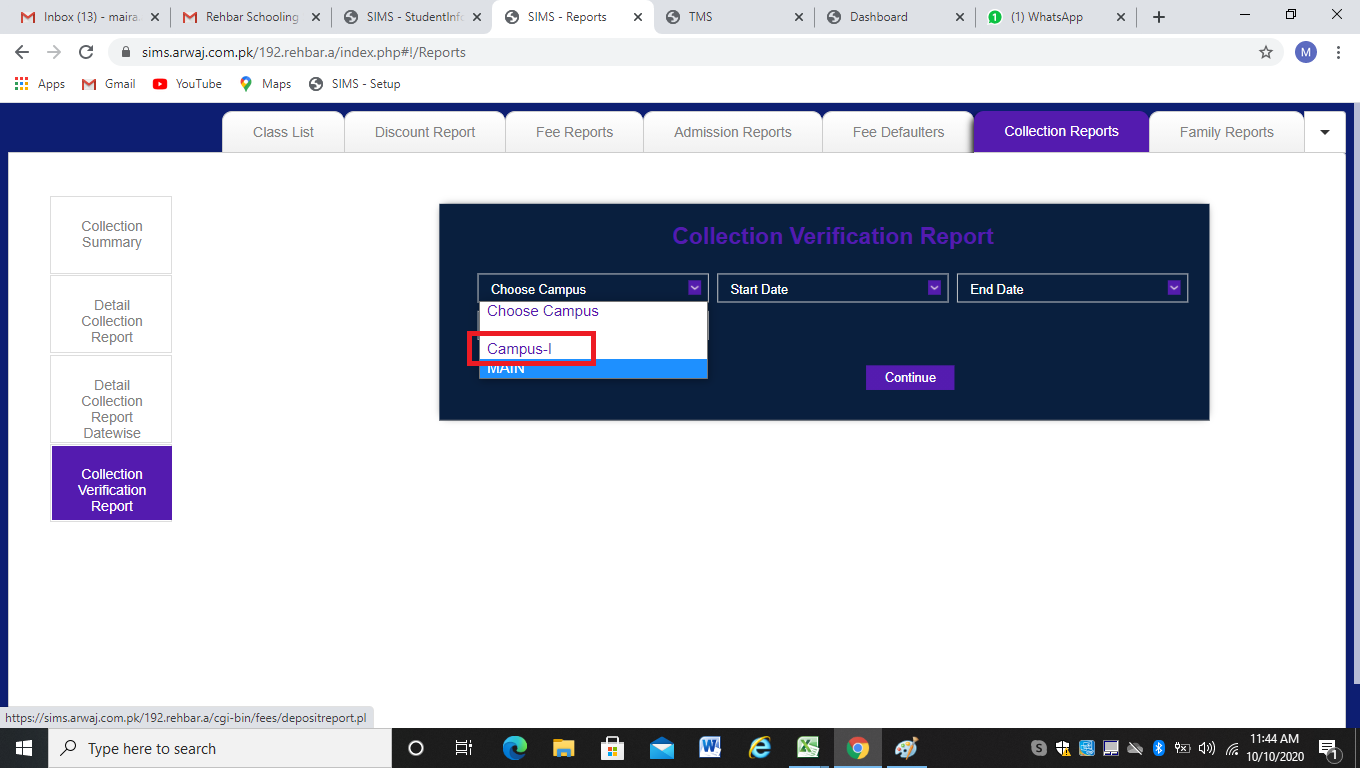 Inbox (13) - maira.
Rehbar Schooling
SIMS - StudentInfo
SIMS - Reports
TMS
Dashboard
(1) WhatsApp
sims.arwaj.com.pk/192.rehbar.a/index.php#!/Reports
M
Apps
Gmail
YouTube
Maps
SIMS - Setup
Class List
Discount Report
Fee Reports
Admission Reports
Fee Defaulters
Collection Reports
Family Reports
Collection
Summary
Detail
Collection
Report
Detail
Collection
Report
Datewise
Collection
Verification
Report
Collection Verification Report
Choose Campus
Start Date
End Date
Choose Campus
Campus-I
MAIN
Continue
https://sims.arwaj.com.pk/192.rehbar.a/cgi-bin/fees/depositreport.pl
Type here to search
11:44 AM
10/10/2020
1